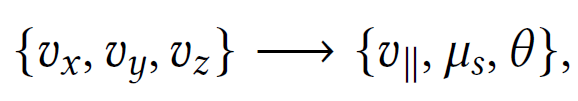 {v_x, v_y, v_z} ⟶ {v_∥, μ_s, θ},